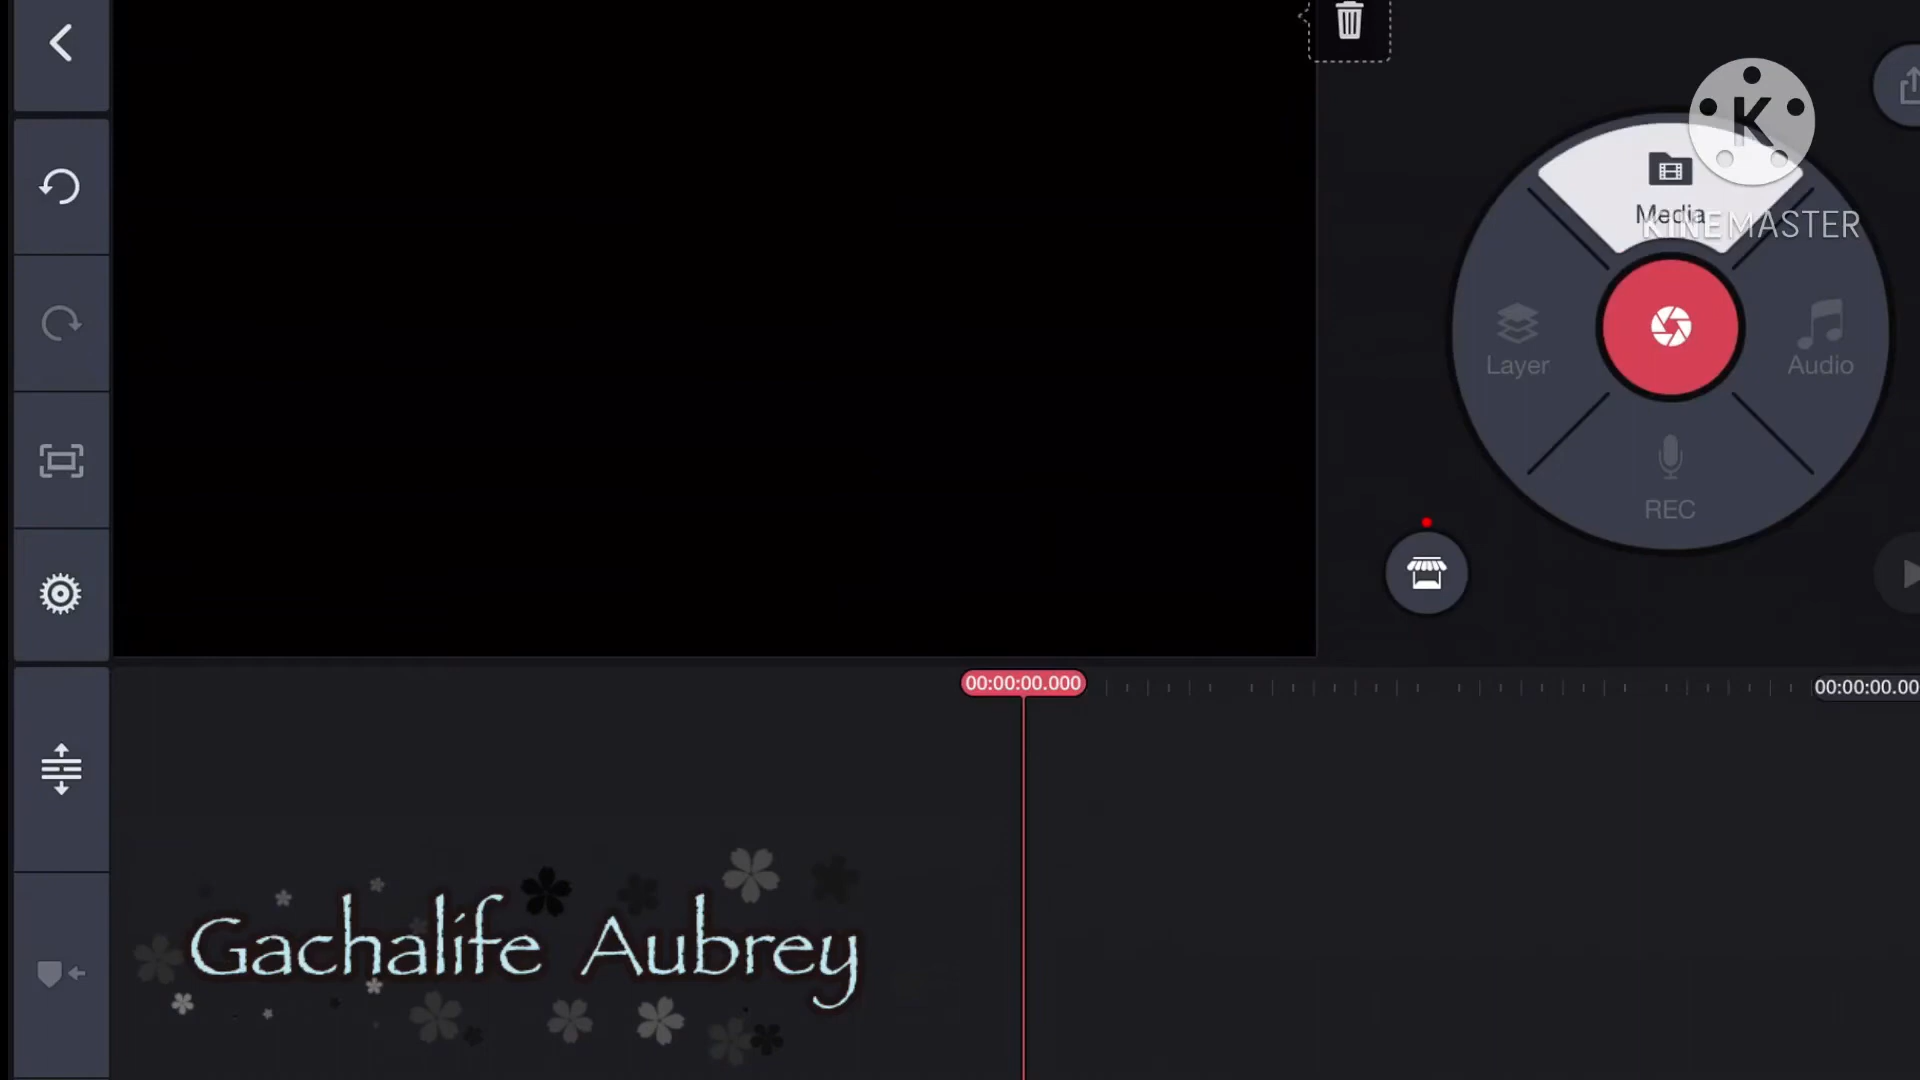 K
Media
KINEMASTER
Layer
Audio
REC
00:00:00.000
00:00:00.00
Gachalife Aubrey